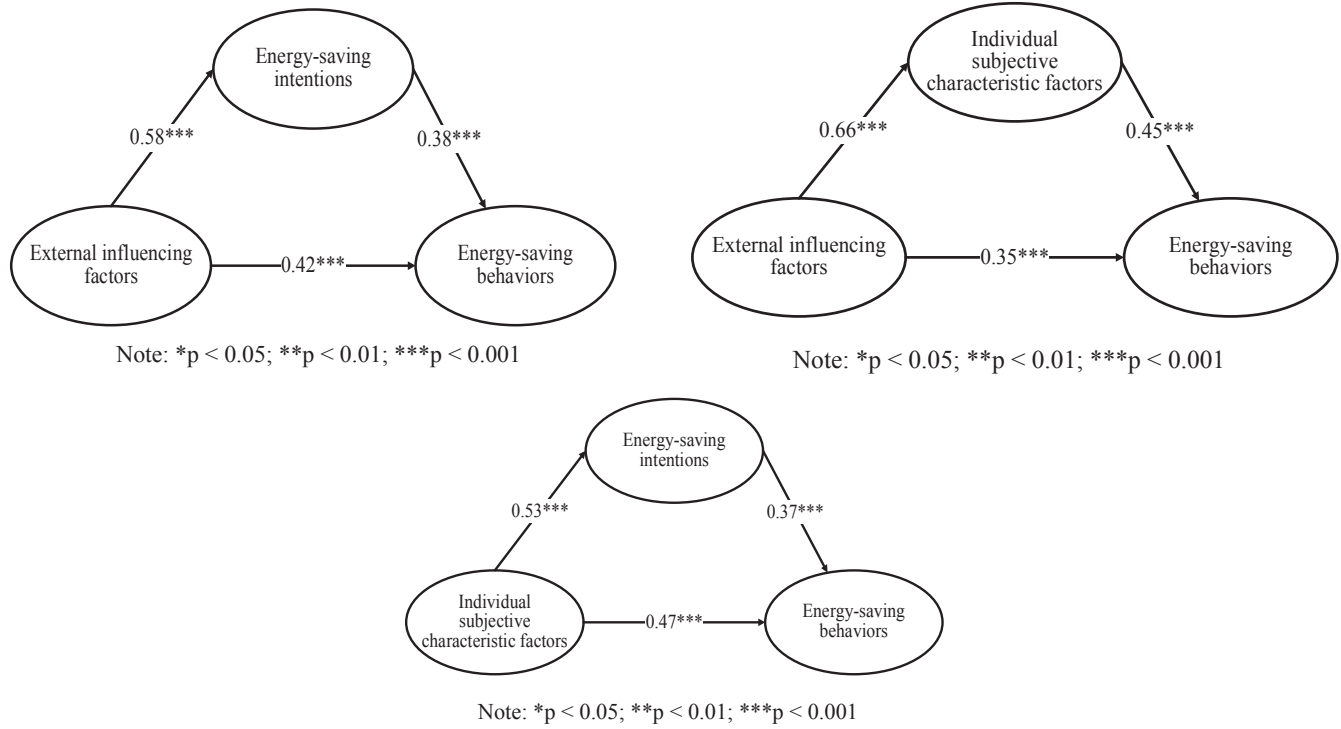 Energy-saving
intentions
0.58***
0.38***
External influencing
factors
0.42***
Energy-saving
behaviors
Note: *p < 0.05; **p < 0.01; ***p < 0.001
Individual
subjective
characteristic factors
0.66***
0.45***
External influencing
factors
0.35***
Energy-saving
behaviors
Note: *p < 0.05; **p < 0.01; ***p < 0.001
Energy-saving
intentions
0.53***
0.37***
Individual
subjective
characteristic factors
0.47***
Energy-saving
behaviors
Note: *p < 0.05; **p < 0.01; ***p < 0.001